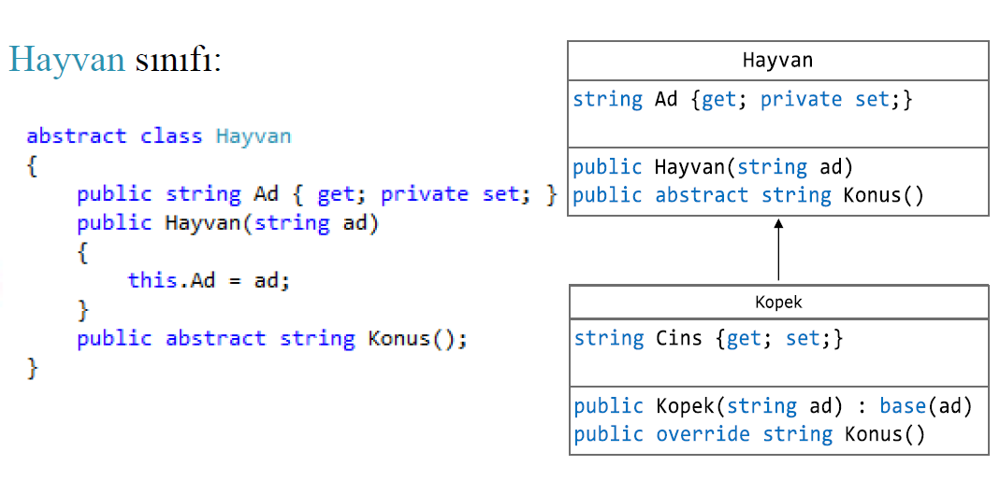 Hayvan sınıfı:
abstract class Hayvan
{
public string Ad { get; private set; }
public Hayvan(string ad)
{
this.Ad = ad;
}
public abstract string Konus();
}
Hayvan
string Ad {get; private set;}
public Hayvan(string ad)
public abstract string Konus()
Kopek
string Cins {get; set;}
public Kopek(string ad) : base(ad)
public override string Konus()